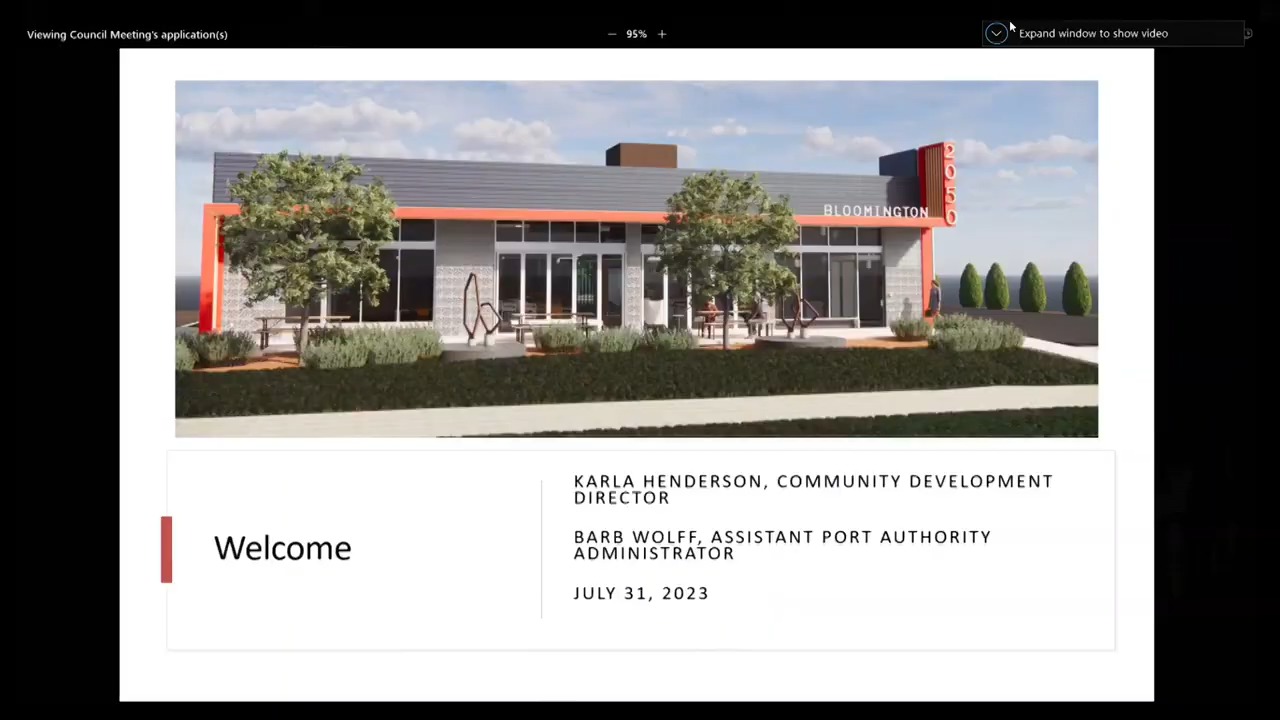 Viewing Council Meeting's application(s)
95%
Expand window to show video
2050
BLOOMINGTON
Welcome
KARLA HENDERSON, COMMUNITY DEVELOPMENT
DIRECTOR
BARB WOLFF, ASSISTANT PORT AUTHORITY
ADMINISTRATOR
JULY 31, 2023